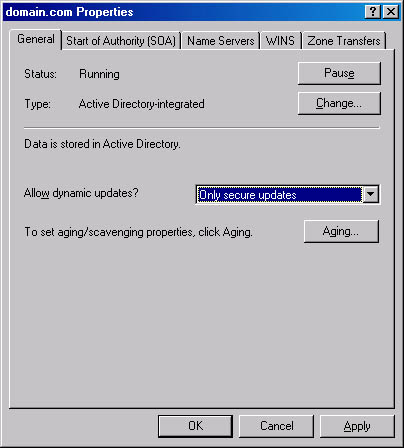 domain.com Properties
General Start of Authority (SOA) Name Servers WINS Zone Transfers
Status: Running Pause
Type: Active Directory-integrated Change...
Data is stored in Active Directory.
Allow dynamic updates? Only secure updates
To set aging/scavenging properties, click Aging. Aging...
OK Cancel Apply